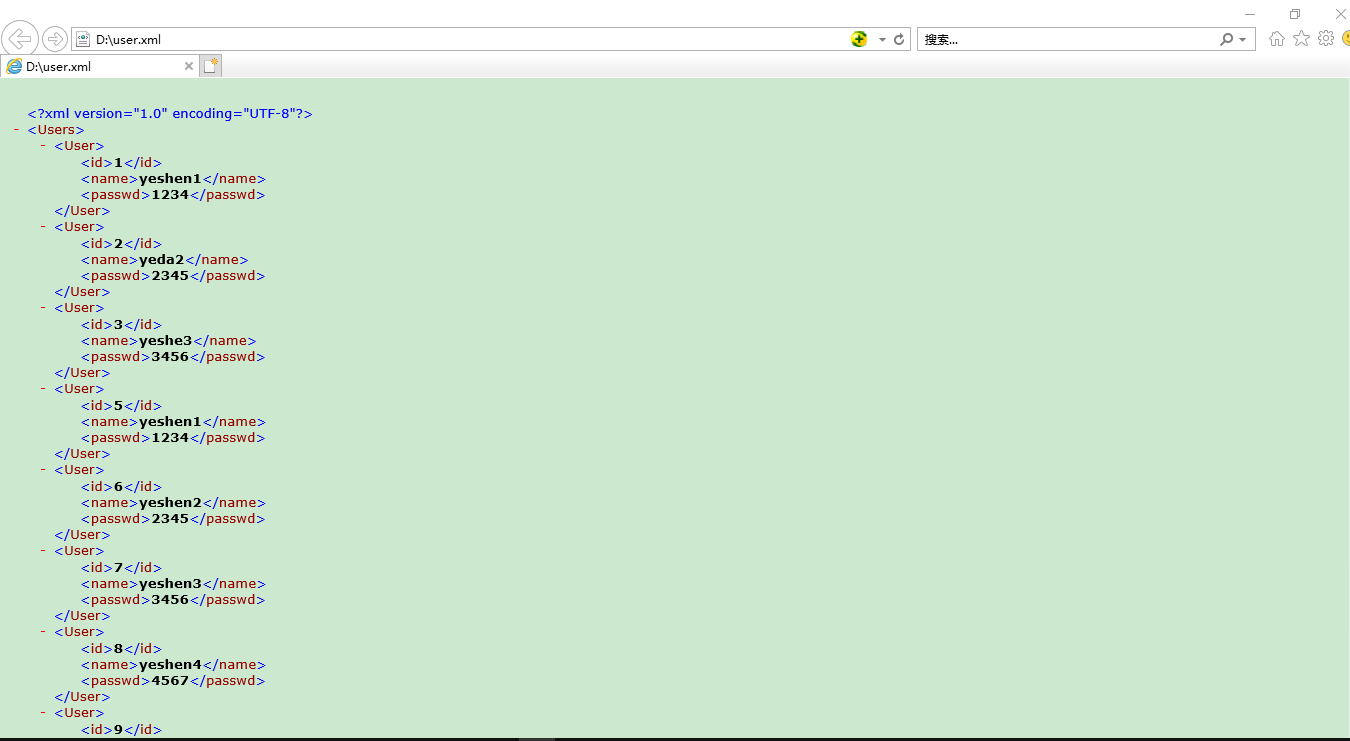 D:\user.xml
搜索...
D:\user.xml
<?xml version="1.0" encoding="UTF-8"?>
- <Users>
- <User>
<id>1</id>
<name>yeshen1</name>
<passwd>1234</passwd>
</User>
- <User>
<id>2</id>
<name>yeda2</name>
<passwd>2345</passwd>
</User>
- <User>
<id>3</id>
<name>yeshe3</name>
<passwd>3456</passwd>
</User>
- <User>
<id>5</id>
<name>yeshen1</name>
<passwd>1234</passwd>
</User>
- <User>
<id>6</id>
<name>yeshen2</name>
<passwd>2345</passwd>
</User>
- <User>
<id>7</id>
<name>yeshen3</name>
<passwd>3456</passwd>
</User>
- <User>
<id>8</id>
<name>yeshen4</name>
<passwd>4567</passwd>
</User>
- <User>
<id>9</id>